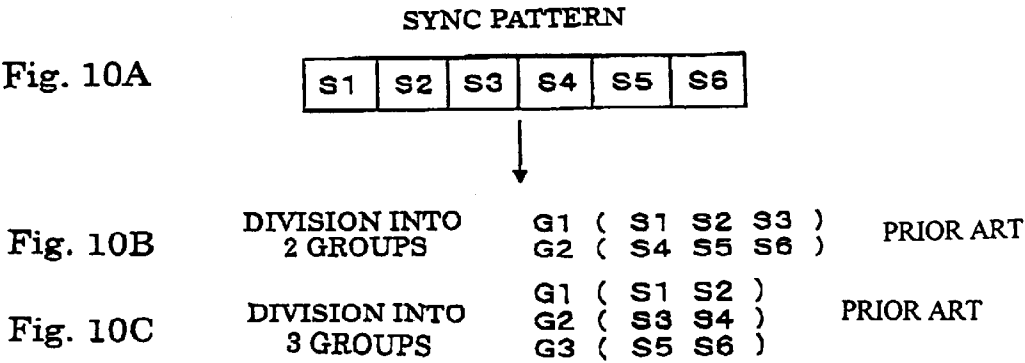 SYNC PATTERN
Fig. 10A
S1 S2 S3 S4 S5 S6
Fig. 10B
DIVISION INTO
2 GROUPS
G1 ( S1 S2 S3 )
G2 ( S4 S5 S6 )
PRIOR ART
Fig. 10C
DIVISION INTO
3 GROUPS
G1 ( S1 S2 )
G2 ( S3 S4 )
G3 ( S5 S6 )
PRIOR ART